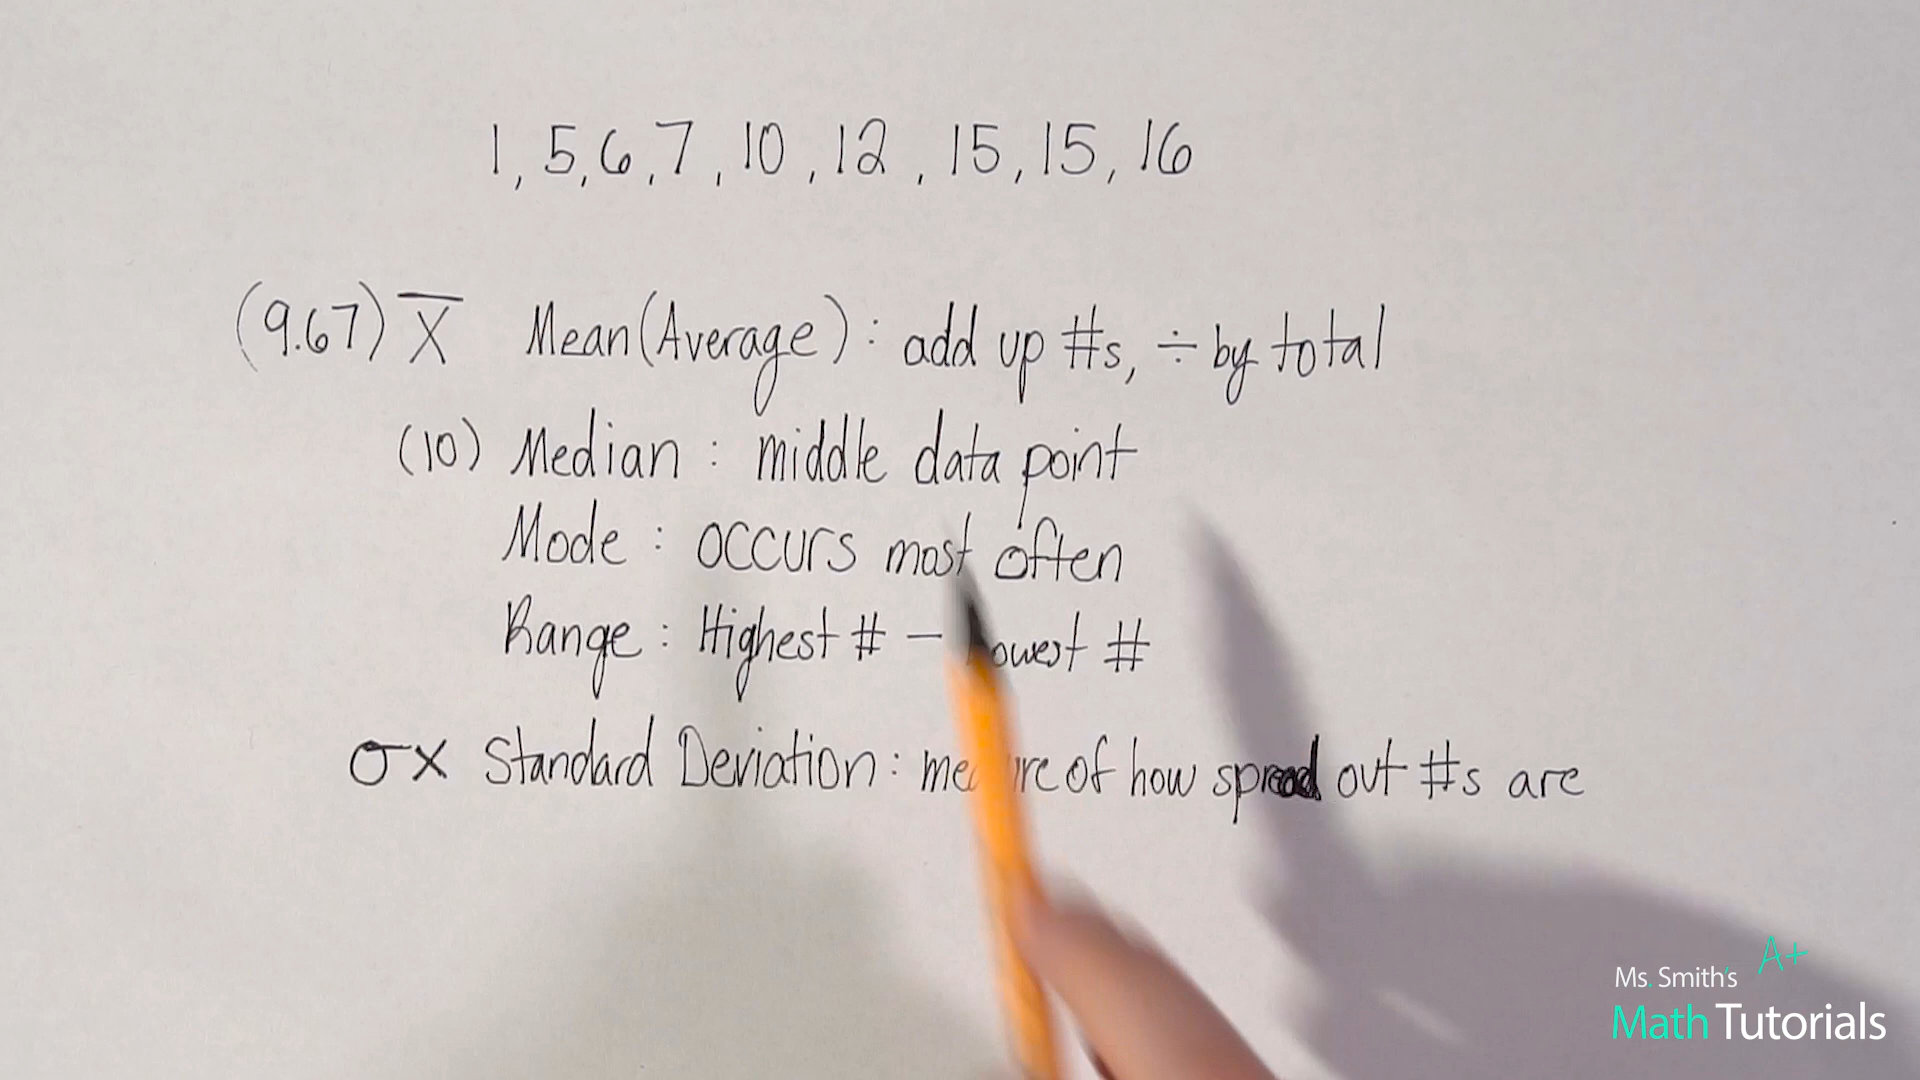 1, 5, 6, 7, 10, 12, 15, 15, 16
(9.67) x̅ Mean (Average) : add up #s, ÷ by total
(10) Median : middle data point
Mode : occurs most often
Range : Highest # - Lowest #
σx Standard Deviation : of how spread out #s are
A+
Ms. Smith's
Math Tutorials